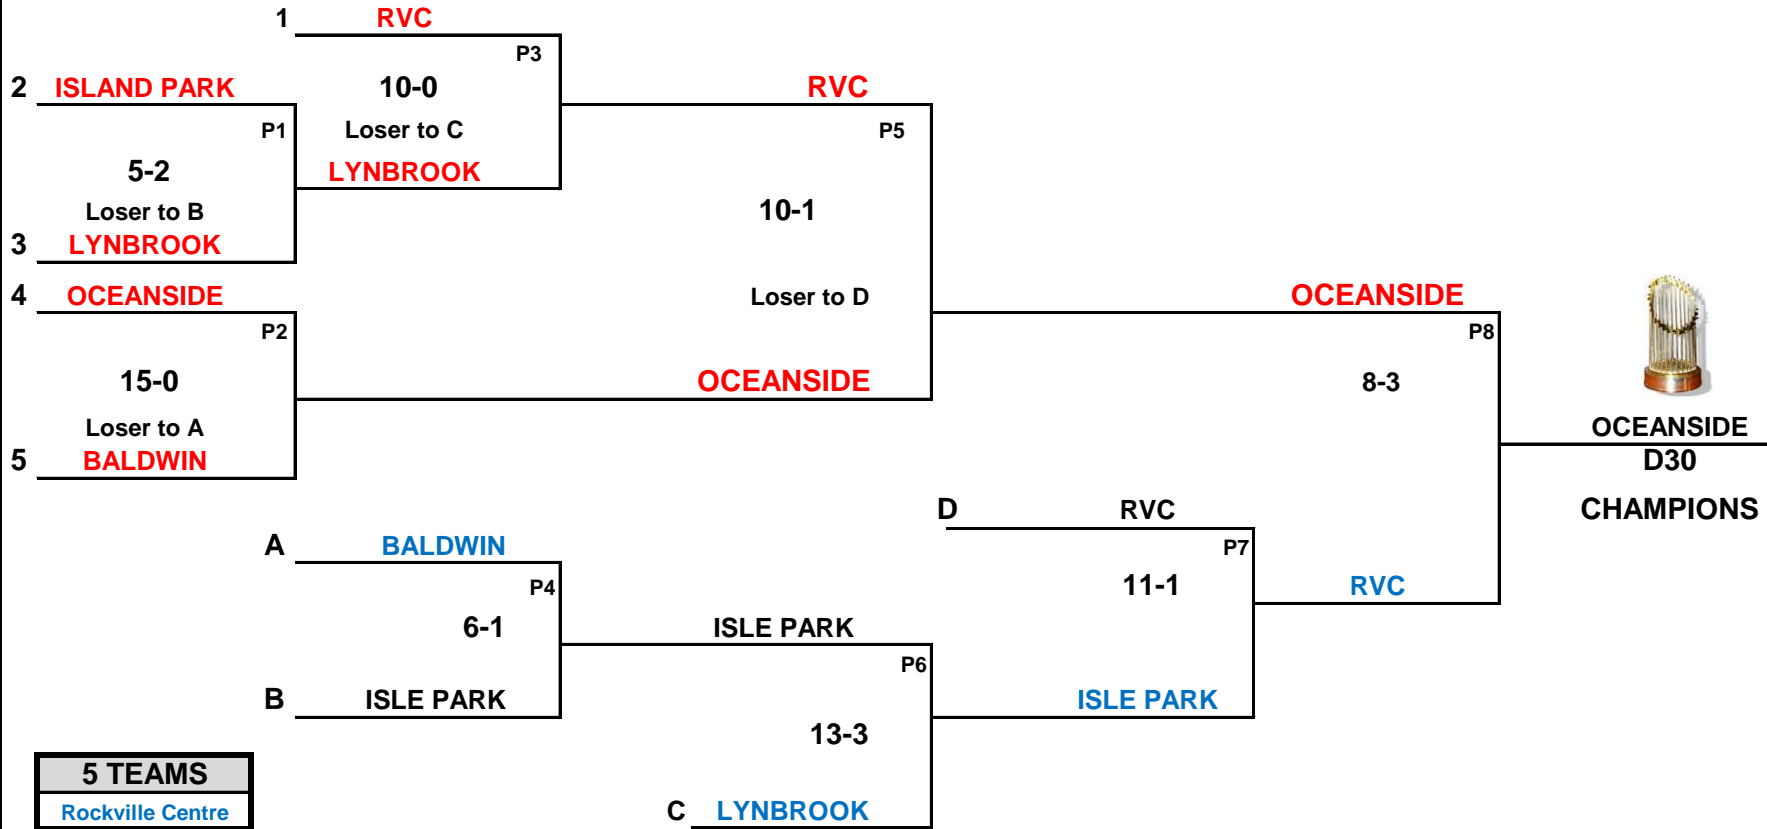 1 RVC
P3
2 ISLAND PARK 10-0 RVC
P1 Loser to C P5
5-2 LYNBROOK
Loser to B 10-1
3 LYNBROOK
4 OCEANSIDE Loser to D OCEANSIDE
P2 P8
15-0 OCEANSIDE 8-3
Loser to A OCEANSIDE
5 BALDWIN D30
D RVC CHAMPIONS
A BALDWIN P7
P4 11-1 RVC
6-1 ISLE PARK
P6
B ISLE PARK ISLE PARK
13-3
5 TEAMS
Rockville Centre C LYNBROOK